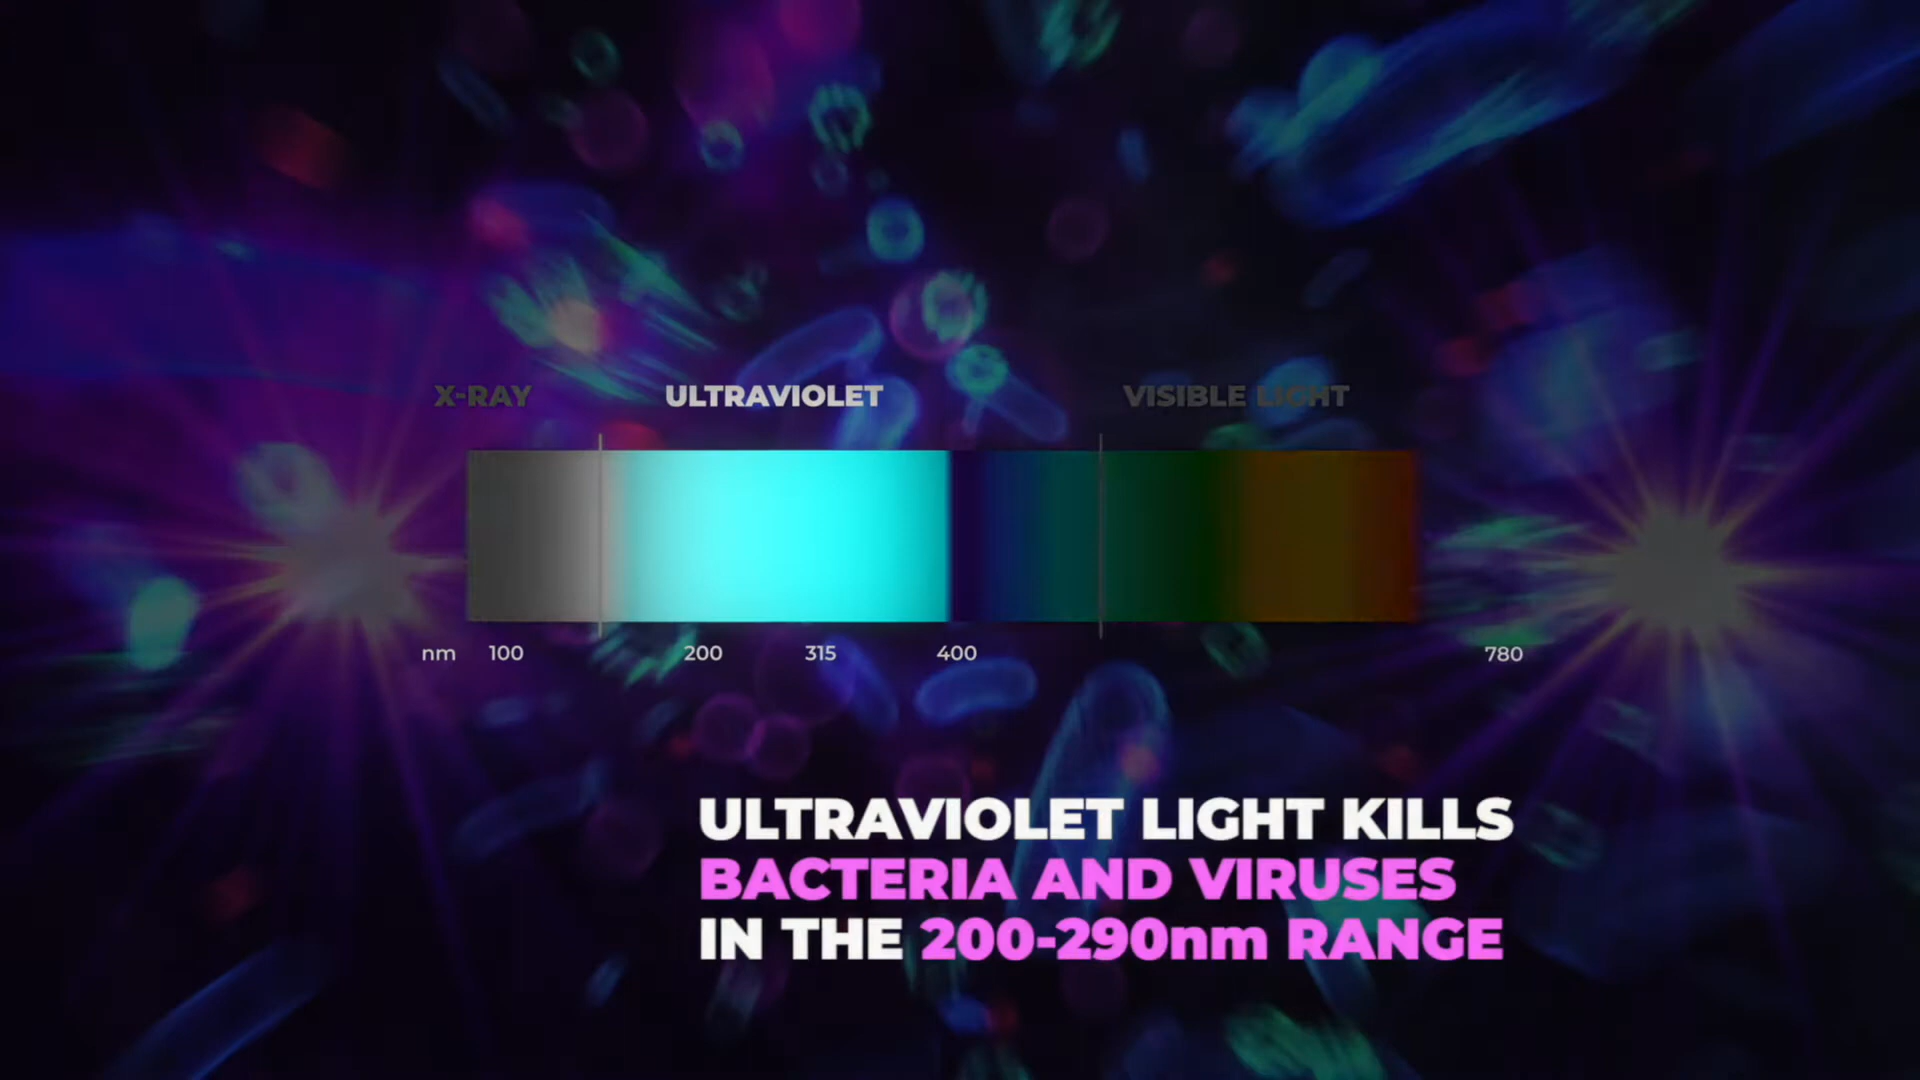 X-RAY ULTRAVIOLET VISIBLE LIGHT
nm 100 200 315 400 780
ULTRAVIOLET LIGHT KILLS
BACTERIA AND VIRUSES
IN THE 200-290nm RANGE